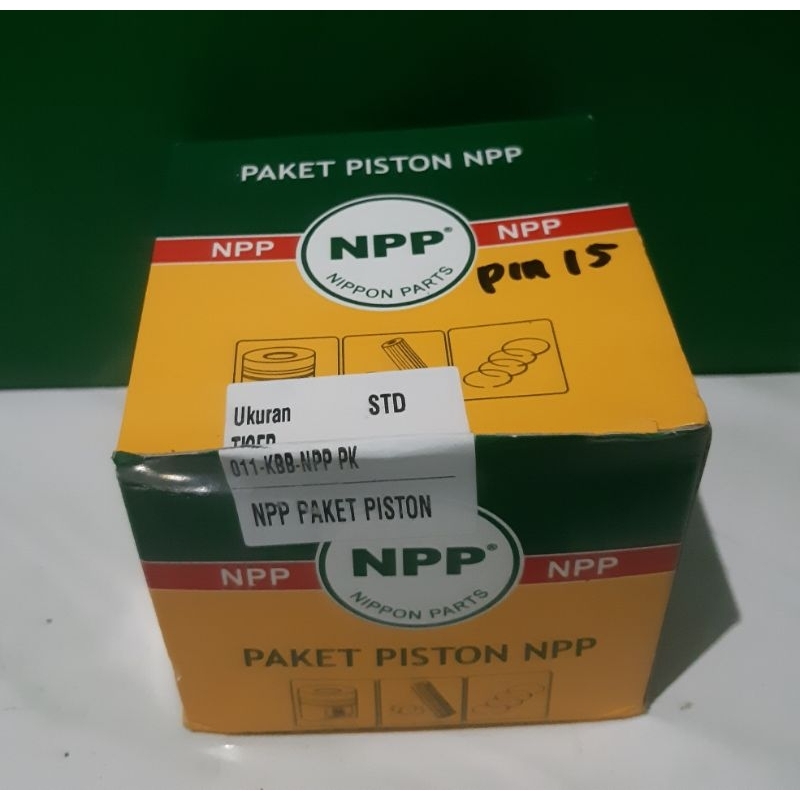 PAKET PISTON NPP
NPP NPP® NPP
NIPPON PARTS
pin 15
Ukuran STD
TIGER
011-KBB-NPP PK
NPP PAKET PISTON
NPP NPP® NPP
NIPPON PARTS
PAKET PISTON NPP